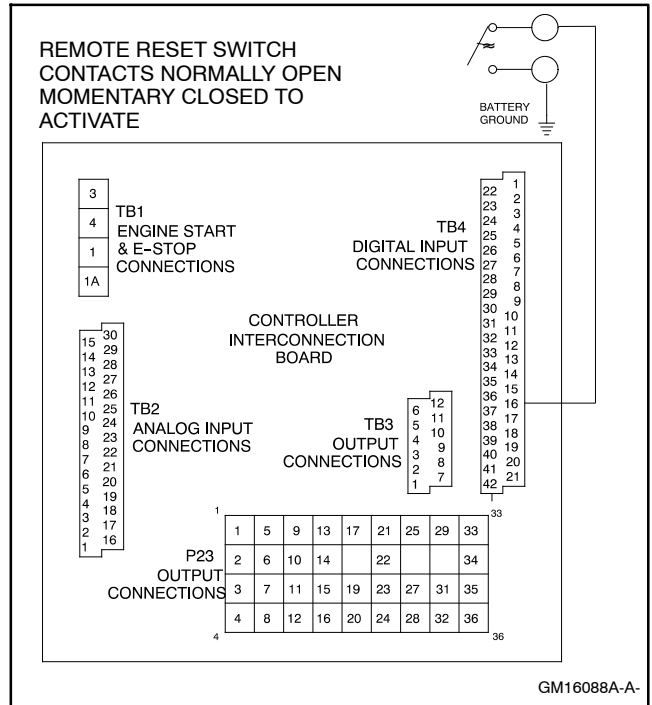 REMOTE RESET SWITCH
CONTACTS NORMALLY OPEN
MOMENTARY CLOSED TO
ACTIVATE
BATTERY
GROUND
3
4
1
1A
TB1
ENGINE START
& E-STOP
CONNECTIONS
TB4
DIGITAL INPUT
CONNECTIONS
22 1
23 2
24 3
25 4
26 5
27 6
28 7
29 8
30 9
31 10
32 11
33 12
34 13
35 14
36 15
37 16
38 17
39 18
40 19
41 20
42 21
CONTROLLER
INTERCONNECTION
BOARD
15 30
14 29
13 28
12 27
11 26
10 25
9 24
8 23
7 22
6 21
5 20
4 19
3 18
2 17
1 16
TB2
ANALOG INPUT
CONNECTIONS
TB3
OUTPUT
CONNECTIONS
6 12
5 11
4 10
3 9
2 8
1 7
1 33
P23
OUTPUT
CONNECTIONS
1 5 9 13 17 21 25 29 33
2 6 10 14 22 34
3 7 11 15 19 23 27 31 35
4 8 12 16 20 24 28 32 36
4 36
GM16088A-A-